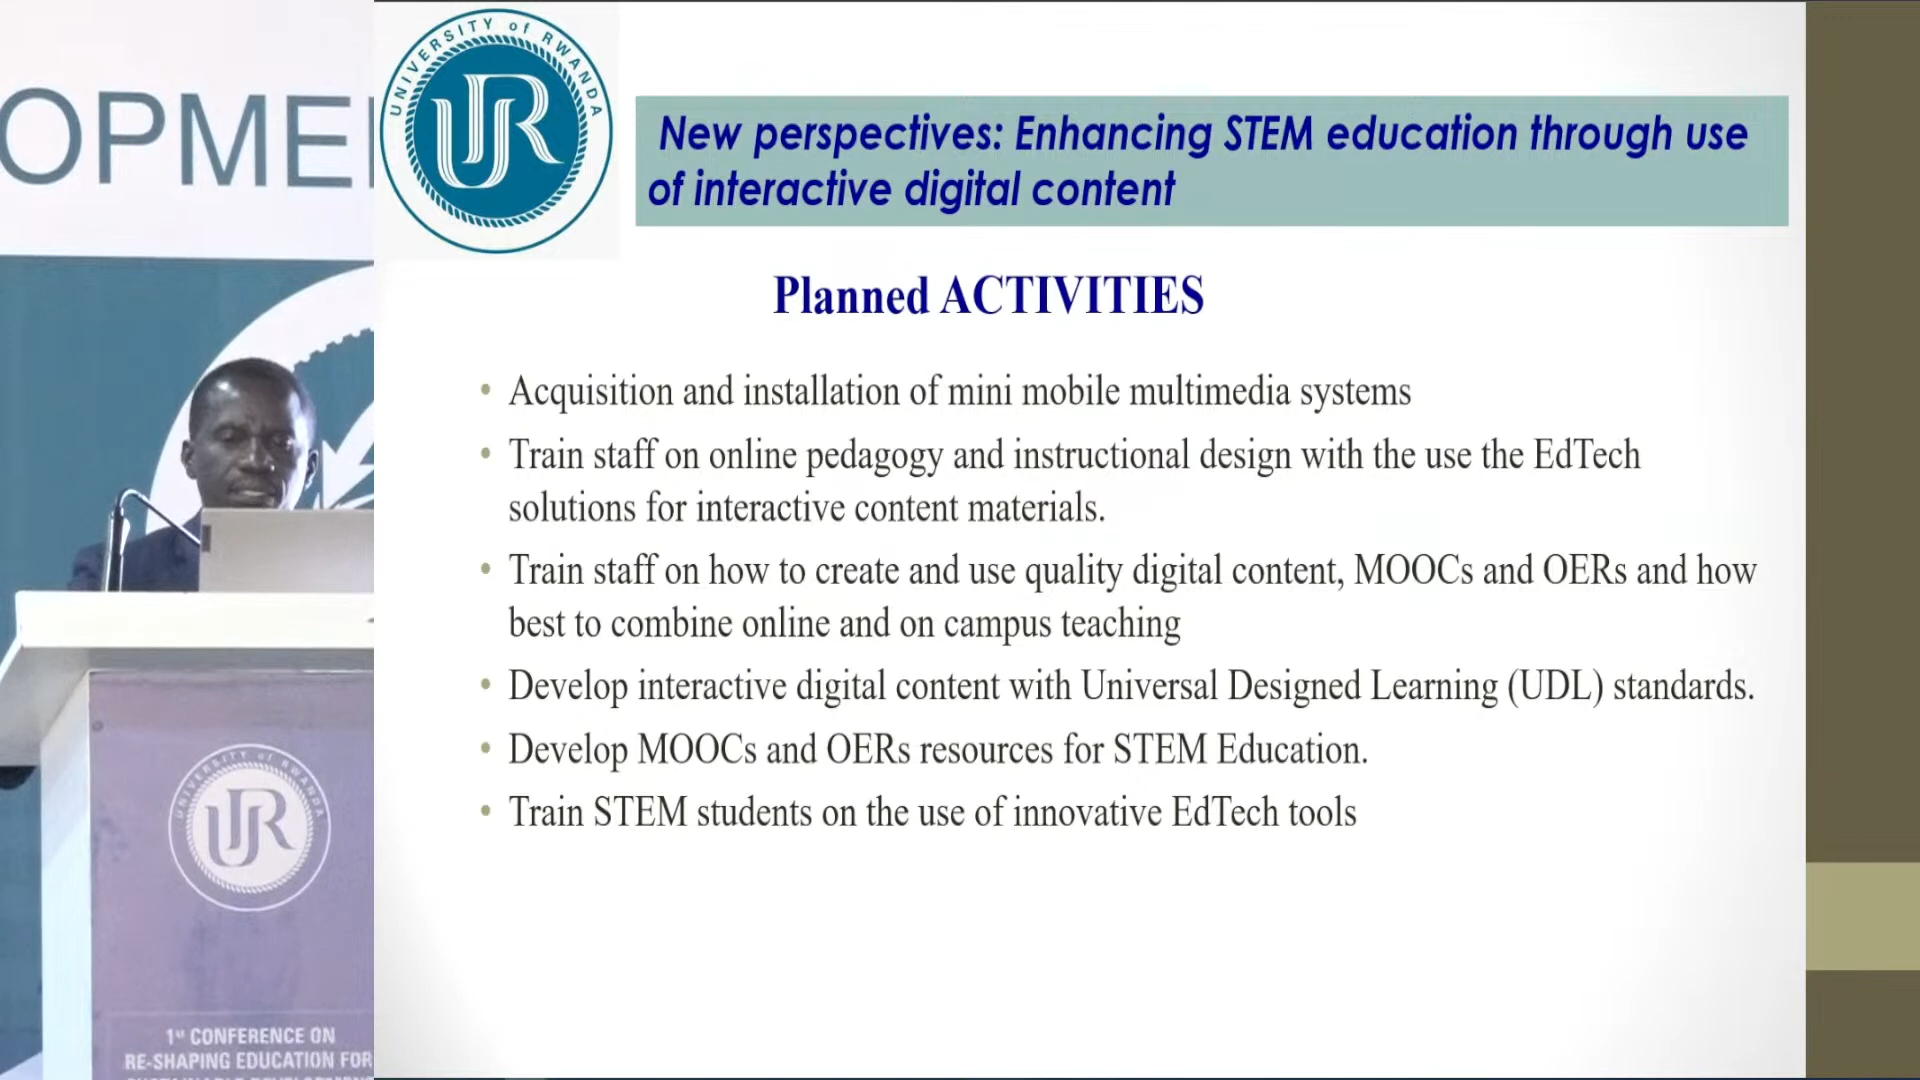 OPME
UNIVERSITY of RWANDA
UR
New perspectives: Enhancing STEM education through use
of interactive digital content
Planned ACTIVITIES
• Acquisition and installation of mini mobile multimedia systems
• Train staff on online pedagogy and instructional design with the use the EdTech
solutions for interactive content materials.
• Train staff on how to create and use quality digital content, MOOCs and OERs and how
best to combine online and on campus teaching
• Develop interactive digital content with Universal Designed Learning (UDL) standards.
• Develop MOOCs and OERs resources for STEM Education.
• Train STEM students on the use of innovative EdTech tools
UNIVERSITY of RWANDA
UR
1st CONFERENCE ON
RE-SHAPING EDUCATION FOR
SUSTAINABLE DEVELOPMENT